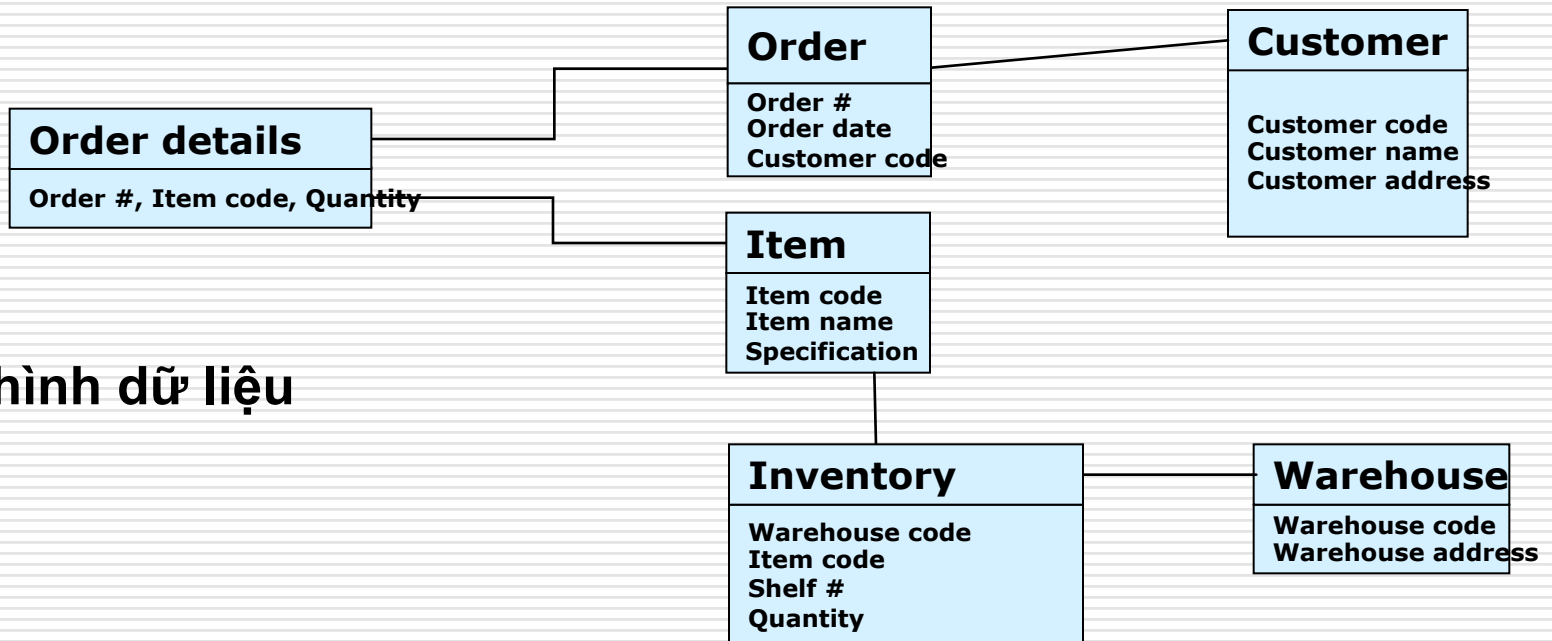 Order
Order #
Order date
Customer code
Customer
Customer code
Customer name
Customer address
Order details
Order #, Item code, Quantity
Item
Item code
Item name
Specification
hình dữ liệu
Inventory
Warehouse code
Item code
Shelf #
Quantity
Warehouse
Warehouse code
Warehouse address